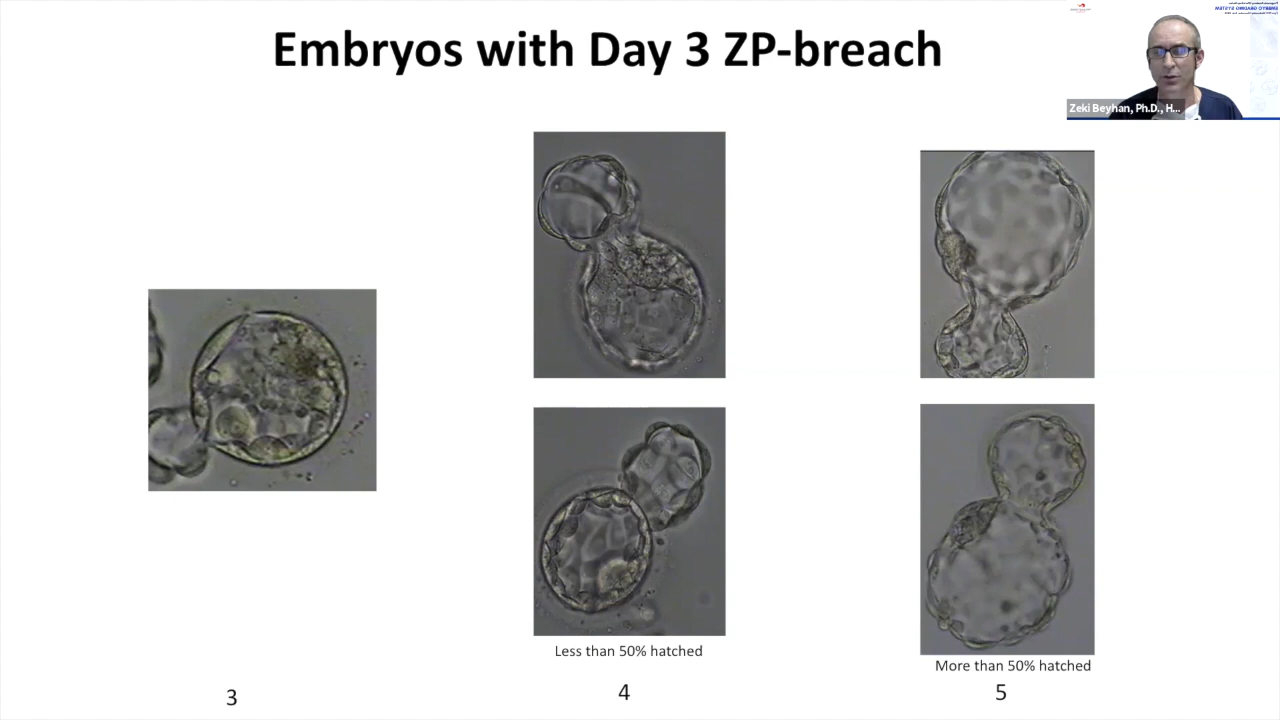 Embryos with Day 3 ZP-breach
Zeki Beyhan, Ph.D., H...
Less than 50% hatched
More than 50% hatched
3
4
5